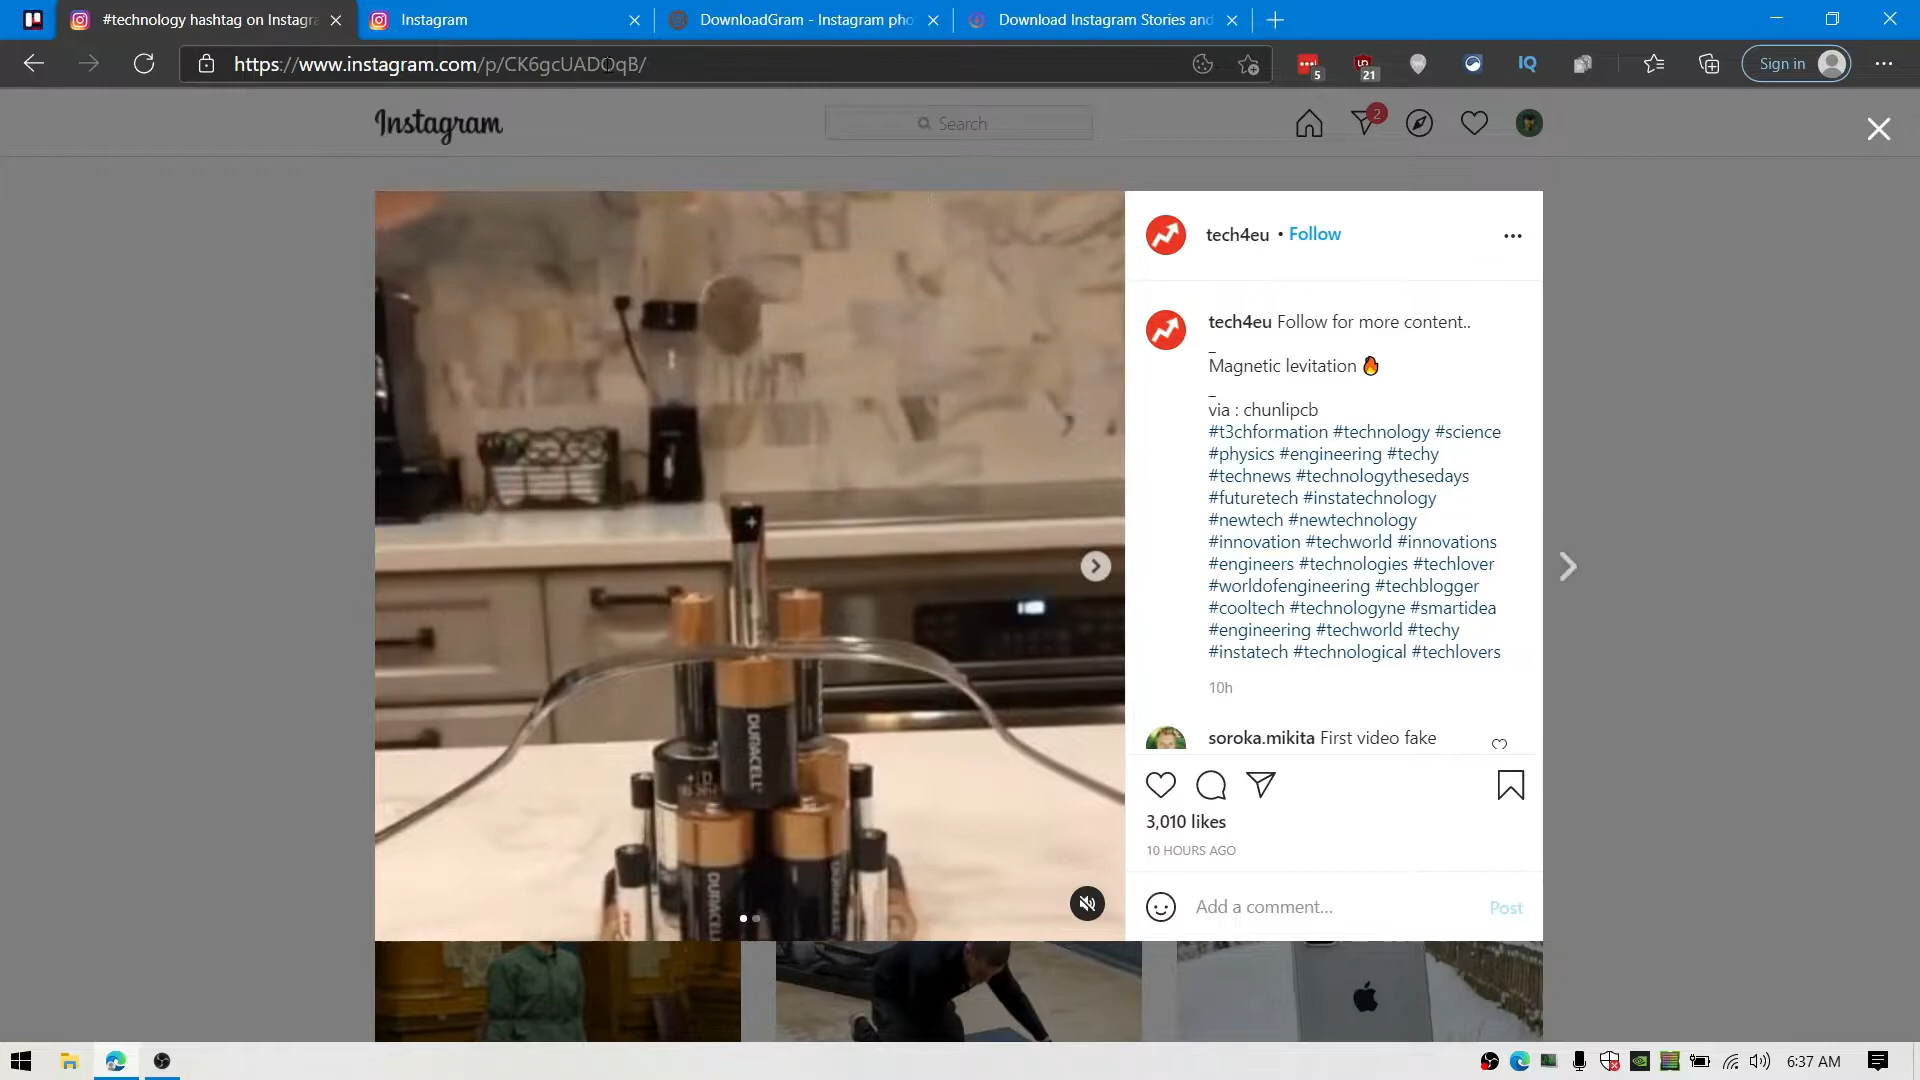 #technology hashtag on Instagra
Instagram
DownloadGram - Instagram pho
Download Instagram Stories and
https://www.instagram.com/p/CK6gcUADOqB/
5
21
IQ
Sign in
Instagram
Search
2
tech4eu • Follow
tech4eu Follow for more content..
_
Magnetic levitation 🔥
_
via : chunlipcb
#t3chformation #technology #science
#physics #engineering #techy
#technews #technologythesedays
#futuretech #instatechnology
#newtech #newtechnology
#innovation #techworld #innovations
#engineers #technologies #techlover
#worldofengineering #techblogger
#cooltech #technologyne #smartidea
#engineering #techworld #techy
#instatech #technological #techlovers
10h
soroka.mikita First video fake
3,010 likes
10 HOURS AGO
Add a comment...
Post
+
DURACELL
DURACELL
DURACELL
6:37 AM